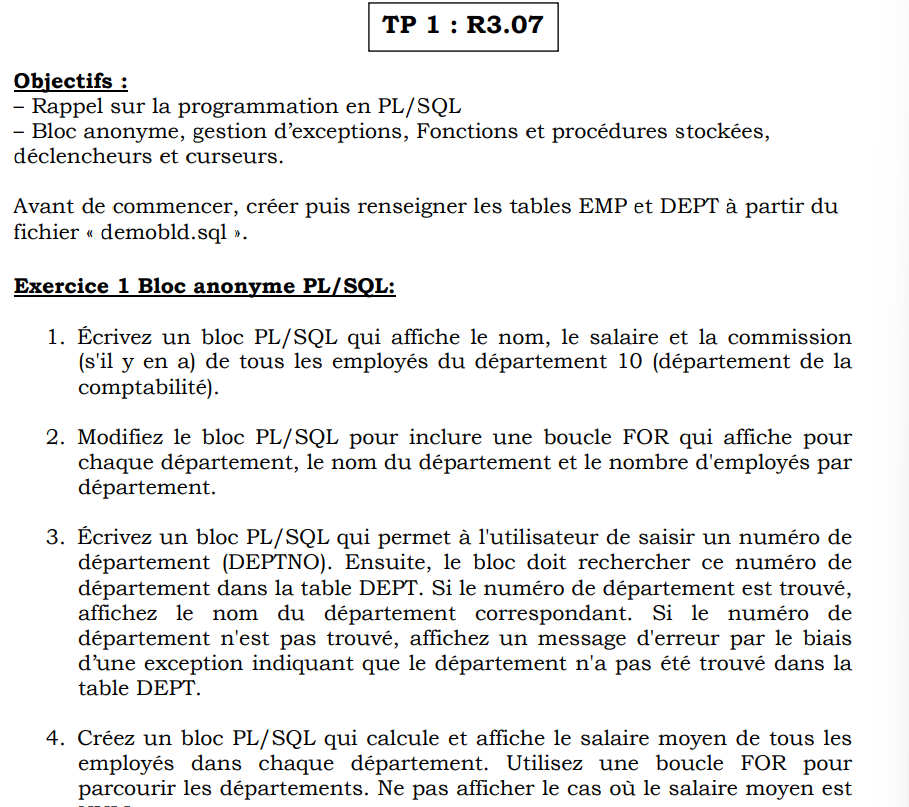 TP 1 : R3.07
Objectifs :
– Rappel sur la programmation en PL/SQL
– Bloc anonyme, gestion d’exceptions, Fonctions et procédures stockées,
déclencheurs et curseurs.
Avant de commencer, créer puis renseigner les tables EMP et DEPT à partir du
fichier « demobld.sql ».
Exercice 1 Bloc anonyme PL/SQL:
1. Écrivez un bloc PL/SQL qui affiche le nom, le salaire et la commission
(s'il y en a) de tous les employés du département 10 (département de la
comptabilité).
2. Modifiez le bloc PL/SQL pour inclure une boucle FOR qui affiche pour
chaque département, le nom du département et le nombre d'employés par
département.
3. Écrivez un bloc PL/SQL qui permet à l'utilisateur de saisir un numéro de
département (DEPTNO). Ensuite, le bloc doit rechercher ce numéro de
département dans la table DEPT. Si le numéro de département est trouvé,
affichez le nom du département correspondant. Si le numéro de
département n'est pas trouvé, affichez un message d'erreur par le biais
d’une exception indiquant que le département n'a pas été trouvé dans la
table DEPT.
4. Créez un bloc PL/SQL qui calcule et affiche le salaire moyen de tous les
employés dans chaque département. Utilisez une boucle FOR pour
parcourir les départements. Ne pas afficher le cas où le salaire moyen est